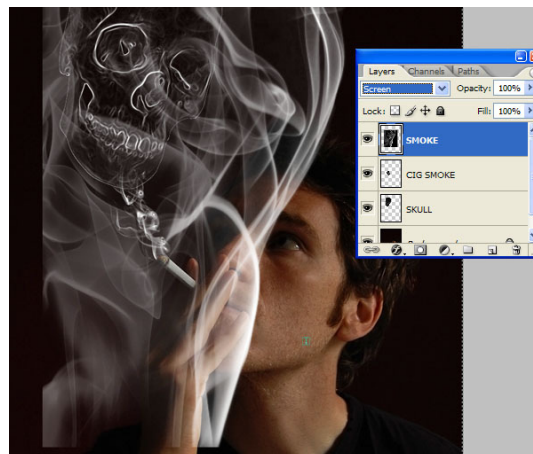 Layers Channels Paths
Screen Opacity: 100%
Lock: Fill: 100%
SMOKE
CIG SMOKE
SKULL